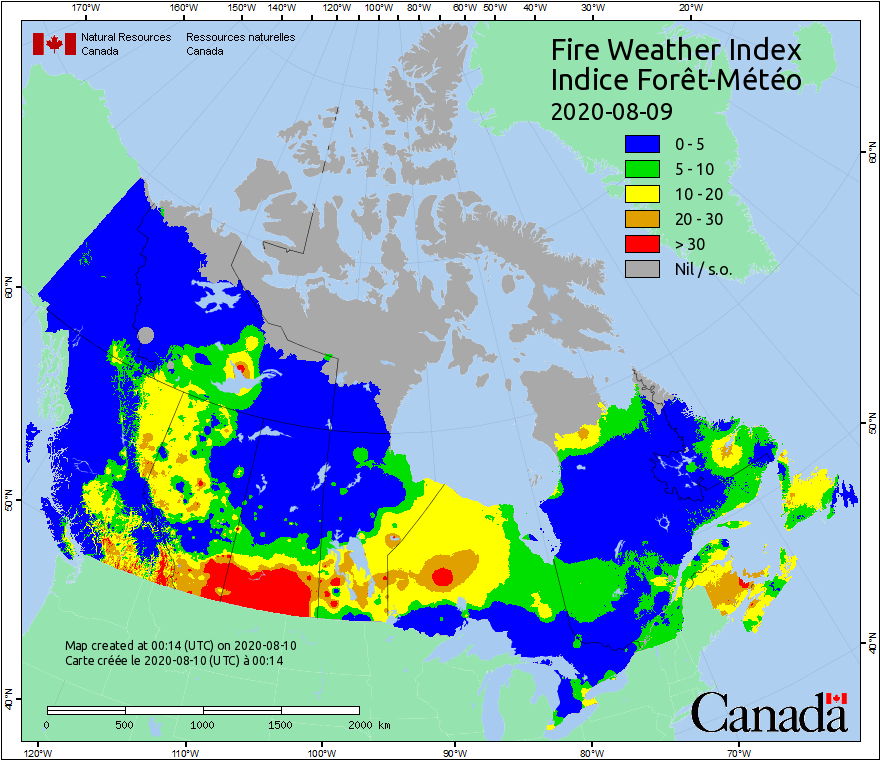 170°W 160°W 150°W 140°W 130°W 120°W 110°W 100°W 80°W 60°W 50°W 40°W 30°W 20°W
Natural Resources Canada
Ressources naturelles Canada
Fire Weather Index
Indice Forêt-Météo
2020-08-09
0 - 5
5 - 10
10 - 20
20 - 30
> 30
Nil / s.o.
60°N
50°N
40°N
60°N
50°N
40°N
Map created at 00:14 (UTC) on 2020-08-10
Carte créée le 2020-08-10 (UTC) à 00:14
0 500 1000 1500 2000 km
Canada
120°W 110°W 100°W 90°W 80°W 70°W